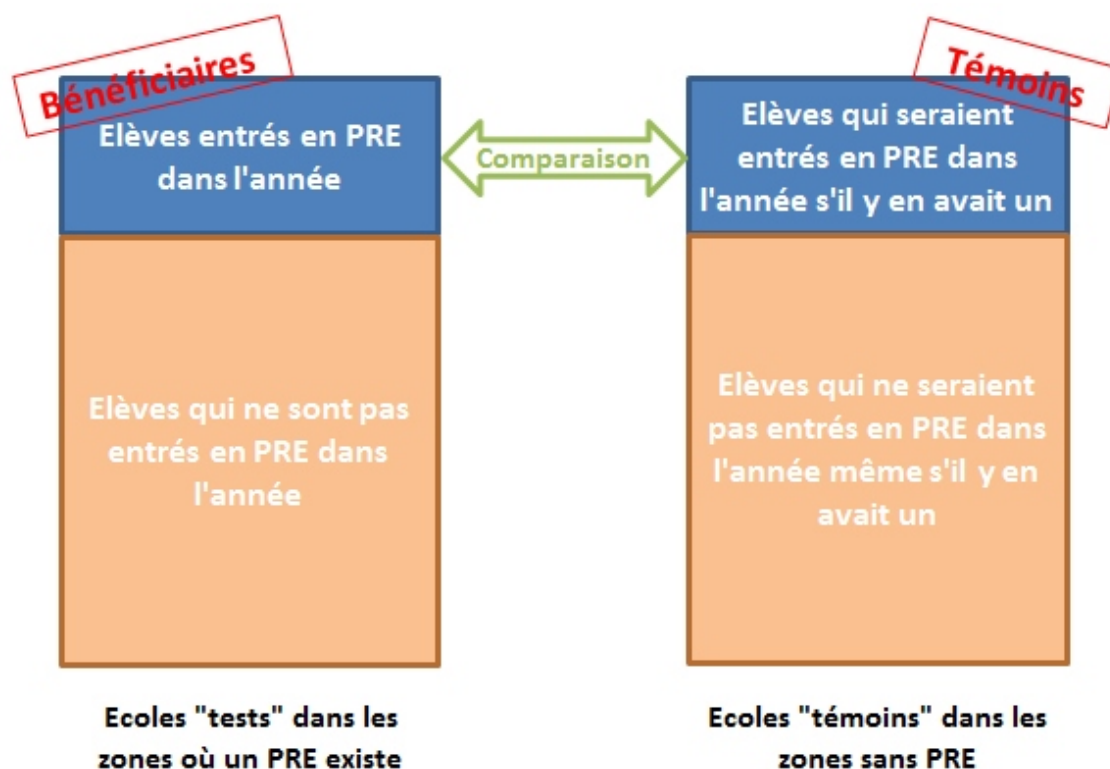 Bénéficiaires
Elèves entrés en PRE
dans l'année
Comparaison
Témoins
Elèves qui seraient
entrés en PRE dans
l'année s'il y en avait un
Elèves qui ne sont pas
entrés en PRE dans
l'année
Elèves qui ne seraient
pas entrés en PRE dans
l'année même s'il y en
avait un
Ecoles "tests" dans les
zones où un PRE existe
Ecoles "témoins" dans les
zones sans PRE